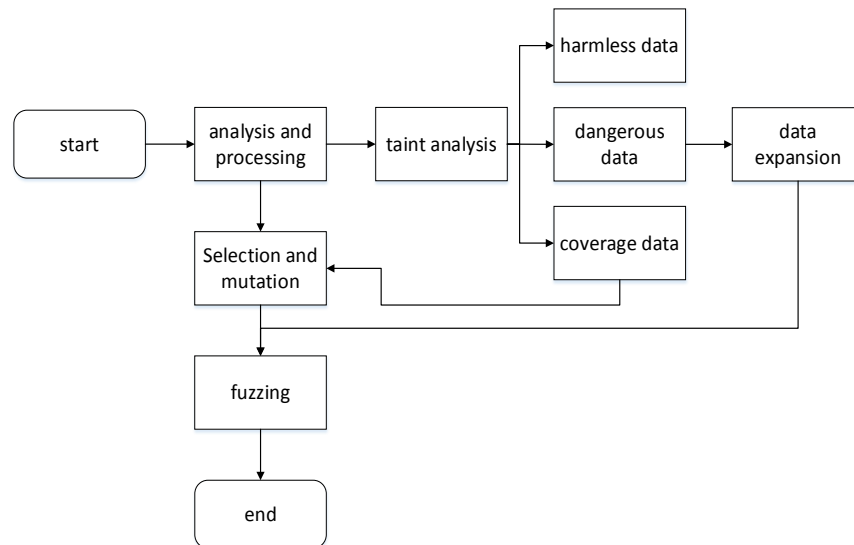 harmless data
start
analysis and
processing
taint analysis
dangerous
data
data
expansion
Selection and
mutation
coverage data
fuzzing
end